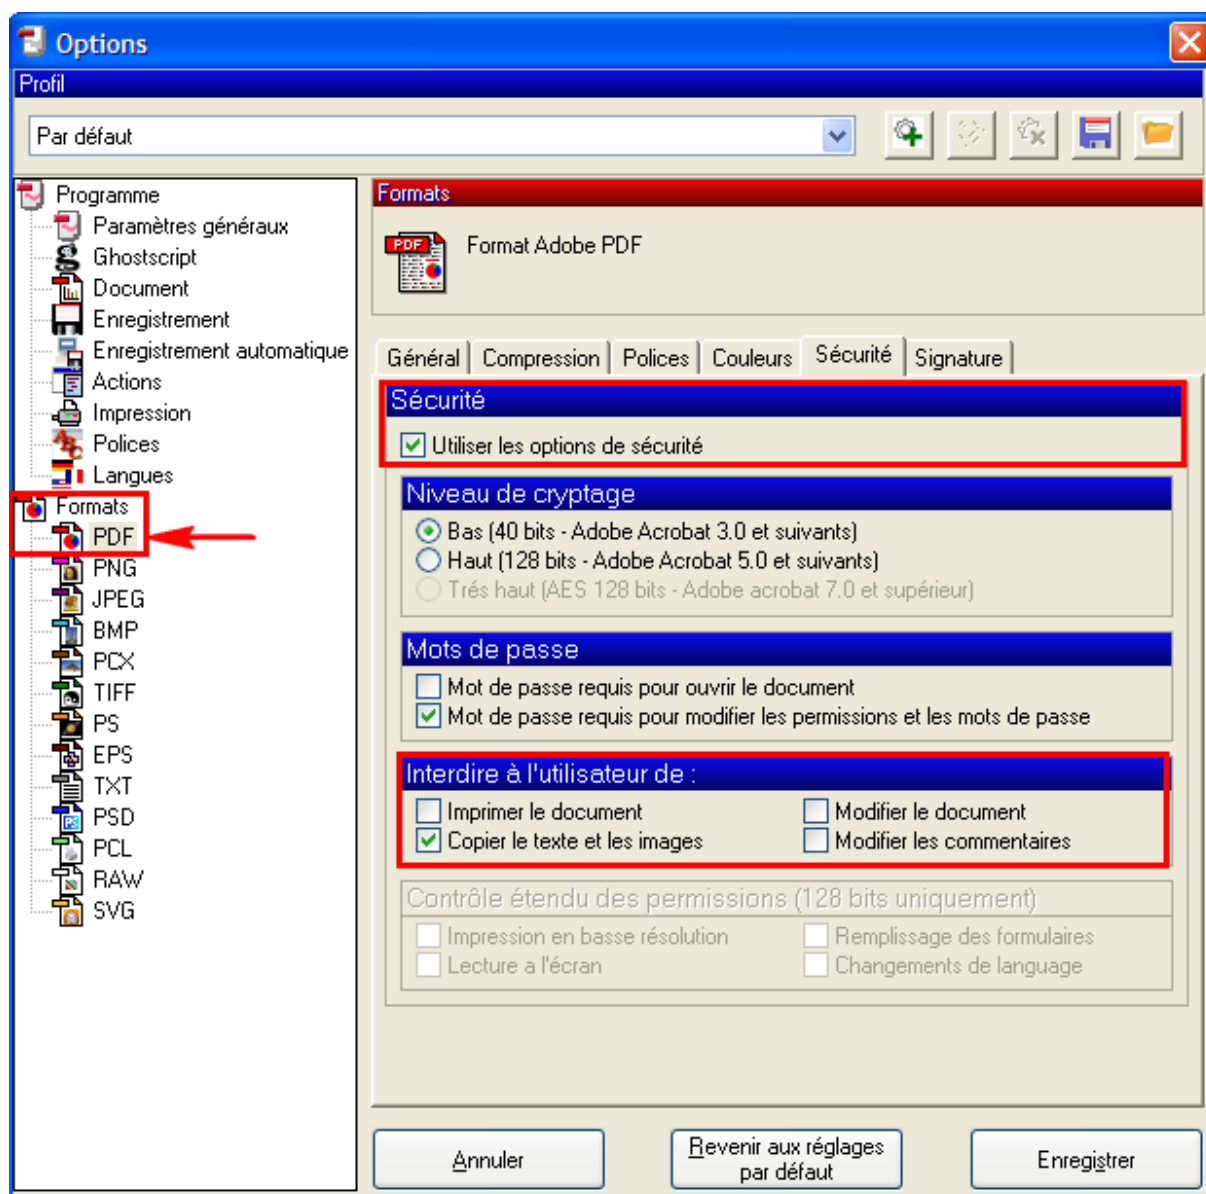 Options
Profil
Par défaut
Programme
Paramètres généraux
Ghostscript
Document
Enregistrement
Enregistrement automatique
Actions
Impression
Polices
Langues
Formats
PDF
PNG
JPEG
BMP
PCX
TIFF
PS
EPS
TXT
PSD
PCL
RAW
SVG
Formats
PDF
Format Adobe PDF
Général Compression Polices Couleurs Sécurité Signature
Sécurité
Utiliser les options de sécurité
Niveau de cryptage
Bas (40 bits - Adobe Acrobat 3.0 et suivants)
Haut (128 bits - Adobe Acrobat 5.0 et suivants)
Trés haut (AES 128 bits - Adobe acrobat 7.0 et supérieur)
Mots de passe
Mot de passe requis pour ouvrir le document
Mot de passe requis pour modifier les permissions et les mots de passe
Interdire à l'utilisateur de :
Imprimer le document Modifier le document
Copier le texte et les images Modifier les commentaires
Contrôle étendu des permissions (128 bits uniquement)
Impression en basse résolution Remplissage des formulaires
Lecture a l'écran Changements de language
Annuler
Revenir aux réglages
par défaut
Enregistrer